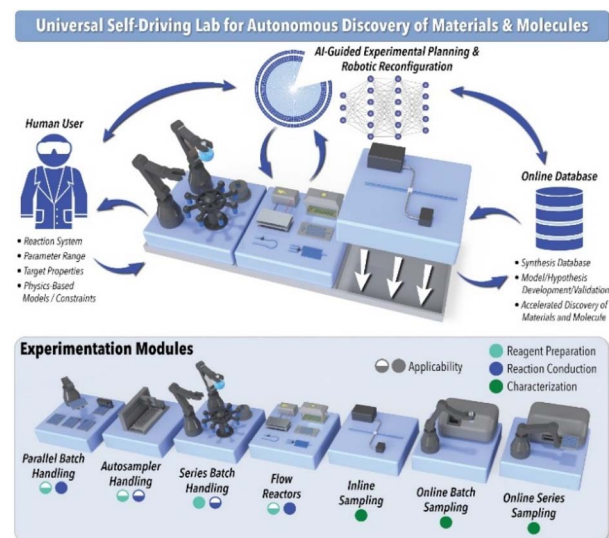 Universal Self-Driving Lab for Autonomous Discovery of Materials & Molecules
AI-Guided Experimental Planning &
Robotic Reconfiguration
Human User
• Reaction System
• Parameter Range
• Target Properties
• Physics-Based
Models / Constraints
Online Database
• Synthesis Database
• Model/Hypothesis
Development/Validation
• Accelerated Discovery of
Materials and Molecule
Experimentation Modules
Applicability
Reagent Preparation
Reaction Conduction
Characterization
Parallel Batch
Handling
Autosampler
Handling
Series Batch
Handling
Flow
Reactors
Inline
Sampling
Online Batch
Sampling
Online Series
Sampling